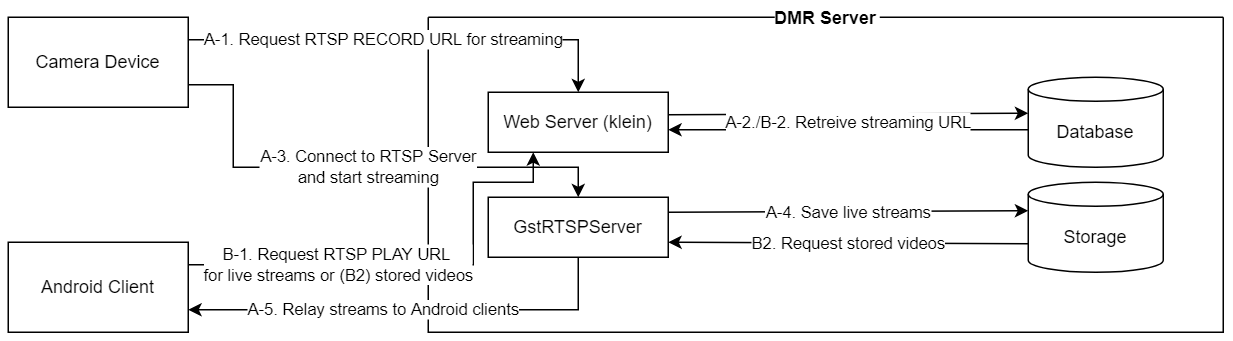 DMR Server
A-1. Request RTSP RECORD URL for streaming
Camera Device
Web Server (klein)
A-2./B-2. Retreive streaming URL
Database
A-3. Connect to RTSP Server
and start streaming
GstRTSPServer
A-4. Save live streams
Storage
B2. Request stored videos
B-1. Request RTSP PLAY URL
for live streams or (B2) stored videos
Android Client
A-5. Relay streams to Android clients